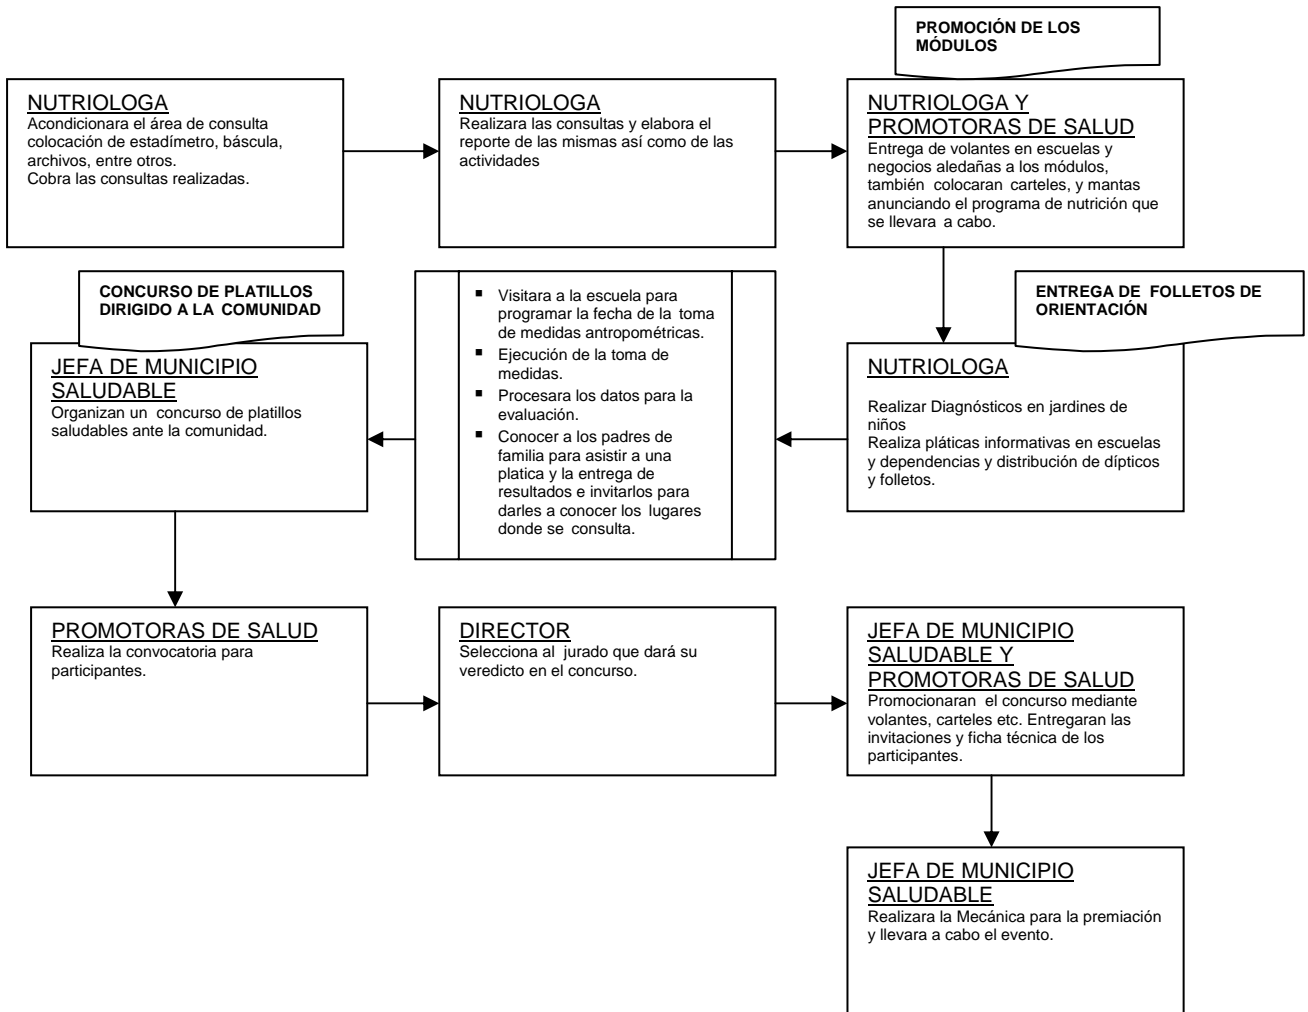 PROMOCIÓN DE LOS
MÓDULOS
NUTRIOLOGA
Acondicionara el área de consulta
colocación de estadímetro, báscula,
archivos, entre otros.
Cobra las consultas realizadas.
NUTRIOLOGA
Realizara las consultas y elabora el
reporte de las mismas así como de las
actividades
NUTRIOLOGA Y
PROMOTORAS DE SALUD
Entrega de volantes en escuelas y
negocios aledañas a los módulos,
también colocaran carteles, y mantas
anunciando el programa de nutrición que
se llevara a cabo.
ENTREGA DE FOLLETOS DE
ORIENTACIÓN
NUTRIOLOGA
Realizar Diagnósticos en jardines de
niños
Realiza pláticas informativas en escuelas
y dependencias y distribución de dípticos
y folletos.
▪ Visitara a la escuela para
programar la fecha de la toma
de medidas antropométricas.
▪ Ejecución de la toma de
medidas.
▪ Procesara los datos para la
evaluación.
▪ Conocer a los padres de
familia para asistir a una
platica y la entrega de
resultados e invitarlos para
darles a conocer los lugares
donde se consulta.
CONCURSO DE PLATILLOS
DIRIGIDO A LA COMUNIDAD
JEFA DE MUNICIPIO
SALUDABLE
Organizan un concurso de platillos
saludables ante la comunidad.
PROMOTORAS DE SALUD
Realiza la convocatoria para
participantes.
DIRECTOR
Selecciona al jurado que dará su
veredicto en el concurso.
JEFA DE MUNICIPIO
SALUDABLE Y
PROMOTORAS DE SALUD
Promocionaran el concurso mediante
volantes, carteles etc. Entregaran las
invitaciones y ficha técnica de los
participantes.
JEFA DE MUNICIPIO
SALUDABLE
Realizara la Mecánica para la premiación
y llevara a cabo el evento.